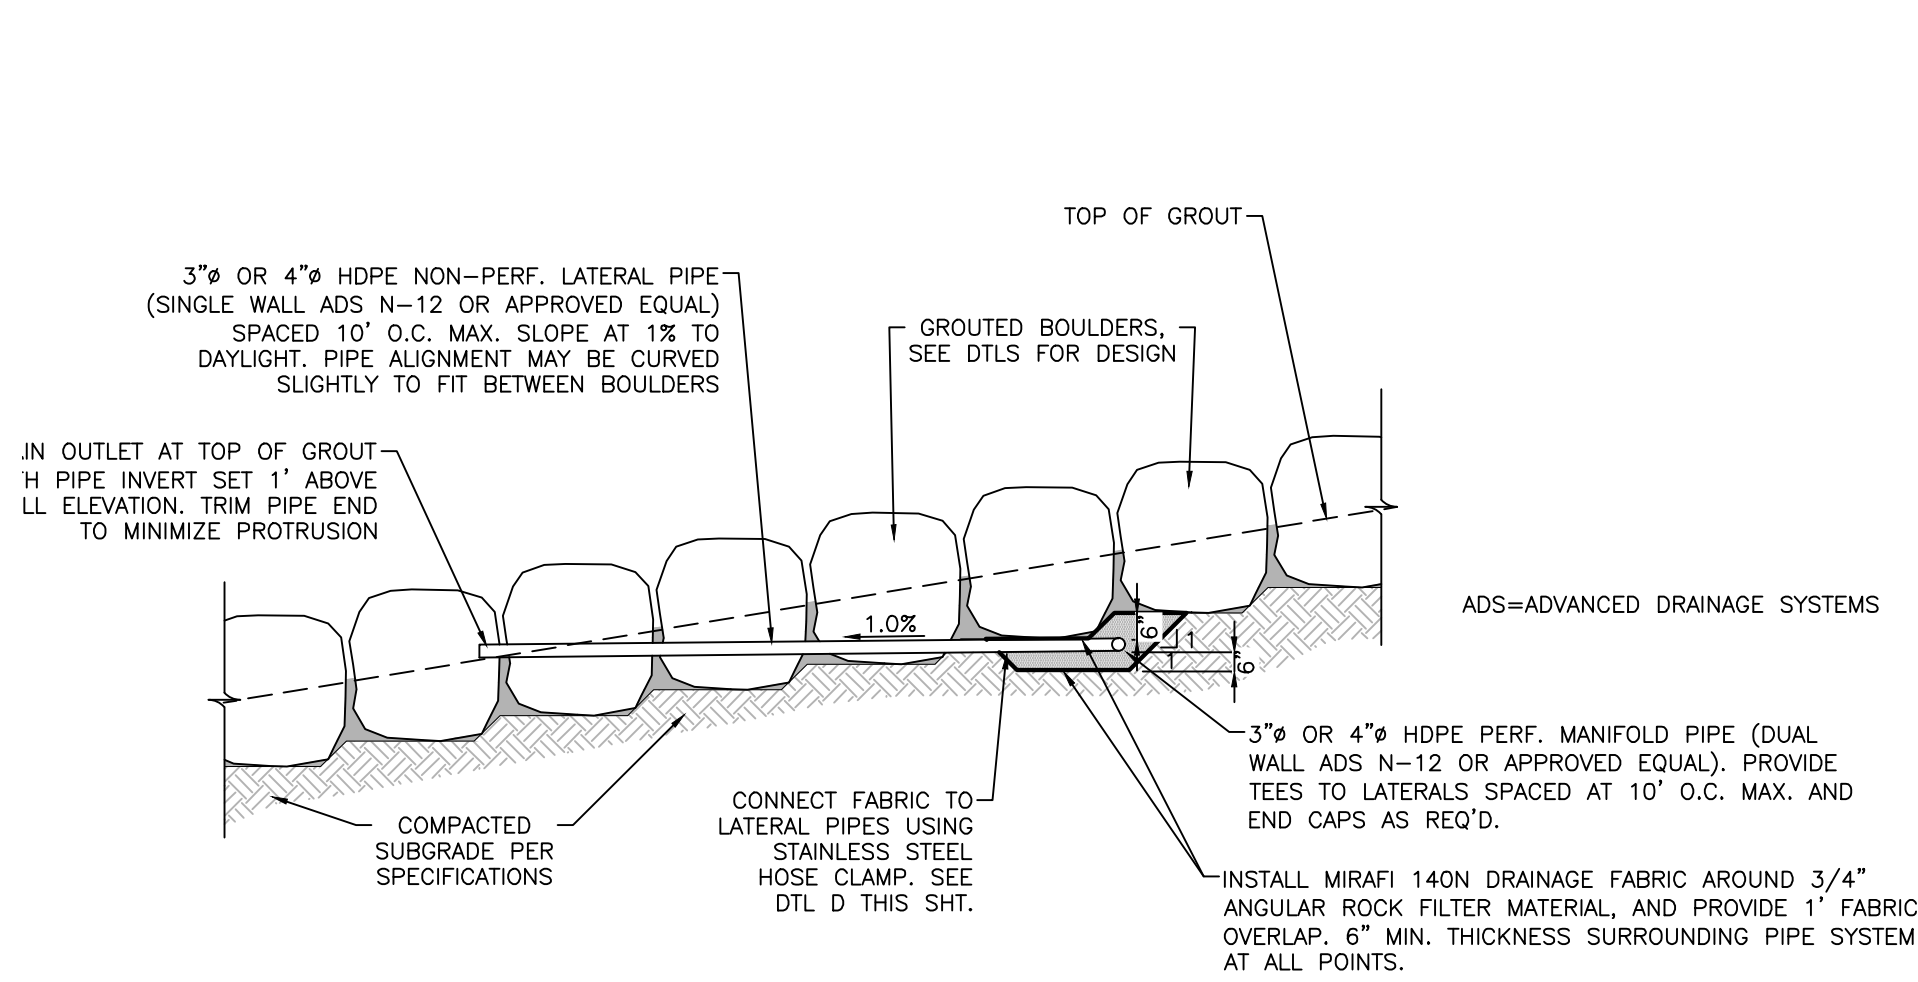 TOP OF GROUT
3"ø OR 4"ø HDPE NON-PERF. LATERAL PIPE
(SINGLE WALL ADS N-12 OR APPROVED EQUAL)
SPACED 10' O.C. MAX. SLOPE AT 1% TO
DAYLIGHT. PIPE ALIGNMENT MAY BE CURVED
SLIGHTLY TO FIT BETWEEN BOULDERS
GROUTED BOULDERS,
SEE DTLS FOR DESIGN
OUTLET AT TOP OF GROUT
PIPE INVERT SET 1' ABOVE
ELEVATION. TRIM PIPE END
TO MINIMIZE PROTRUSION
ADS=ADVANCED DRAINAGE SYSTEMS
1.0%
6"
1
1
6"
3"ø OR 4"ø HDPE PERF. MANIFOLD PIPE (DUAL
WALL ADS N-12 OR APPROVED EQUAL). PROVIDE
TEES TO LATERALS SPACED AT 10' O.C. MAX. AND
END CAPS AS REQ'D.
CONNECT FABRIC TO
LATERAL PIPES USING
STAINLESS STEEL
HOSE CLAMP. SEE
DTL D THIS SHT.
COMPACTED
SUBGRADE PER
SPECIFICATIONS
INSTALL MIRAFI 140N DRAINAGE FABRIC AROUND 3/4"
ANGULAR ROCK FILTER MATERIAL, AND PROVIDE 1' FABRIC
OVERLAP. 6" MIN. THICKNESS SURROUNDING PIPE SYSTEM
AT ALL POINTS.